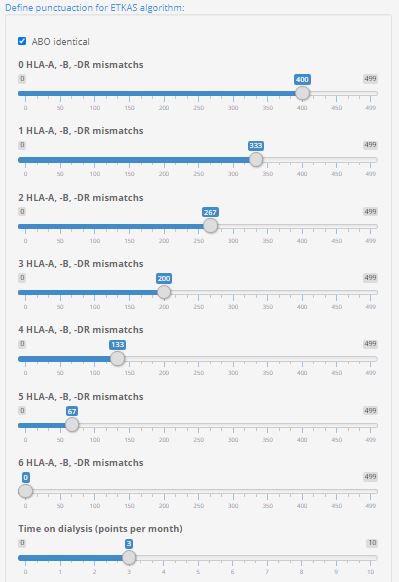 Define punctuaction for ETKAS algorithm:
ABO identical
0 HLA-A, -B, -DR mismatchs
0 400 499
0 50 100 150 200 250 300 350 400 450 499
1 HLA-A, -B, -DR mismatchs
0 333 499
0 50 100 150 200 250 300 350 400 450 499
2 HLA-A, -B, -DR mismatchs
0 267 499
0 50 100 150 200 250 300 350 400 450 499
3 HLA-A, -B, -DR mismatchs
0 200 499
0 50 100 150 200 250 300 350 400 450 499
4 HLA-A, -B, -DR mismatchs
0 133 499
0 50 100 150 200 250 300 350 400 450 499
5 HLA-A, -B, -DR mismatchs
0 67 499
0 50 100 150 200 250 300 350 400 450 499
6 HLA-A, -B, -DR mismatchs
0 499
0 50 100 150 200 250 300 350 400 450 499
Time on dialysis (points per month)
0 3 10
0 1 2 3 4 5 6 7 8 9 10